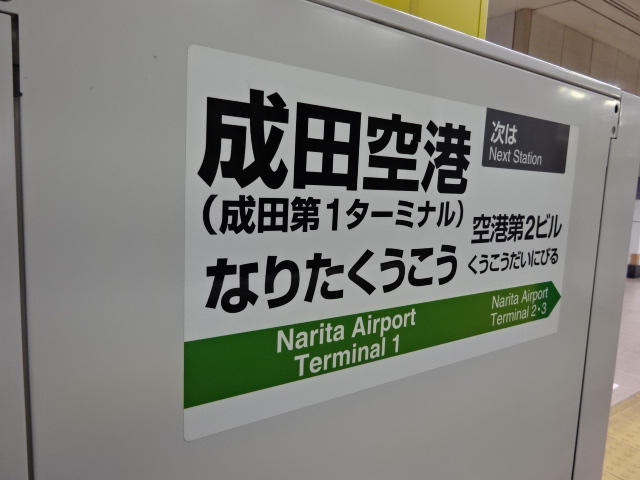 成田空港
(成田第1ターミナル)
なりたくうこう
Narita Airport
Terminal 1
次は
Next Station
空港第2ビル
くうこうだいにびる
Narita Airport
Terminal 2・3